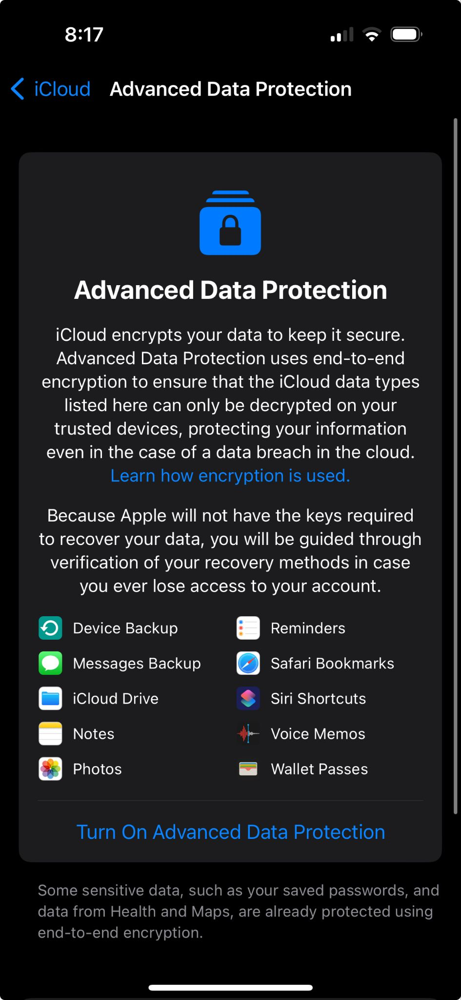 8:17
iCloud
Advanced Data Protection
Advanced Data Protection
iCloud encrypts your data to keep it secure.
Advanced Data Protection uses end-to-end
encryption to ensure that the iCloud data types
listed here can only be decrypted on your
trusted devices, protecting your information
even in the case of a data breach in the cloud.
Learn how encryption is used.
Because Apple will not have the keys required
to recover your data, you will be guided through
verification of your recovery methods in case
you ever lose access to your account.
Device Backup
Reminders
Messages Backup
Safari Bookmarks
iCloud Drive
Siri Shortcuts
Notes
Voice Memos
Photos
Wallet Passes
Turn On Advanced Data Protection
Some sensitive data, such as your saved passwords, and
data from Health and Maps, are already protected using
end-to-end encryption.